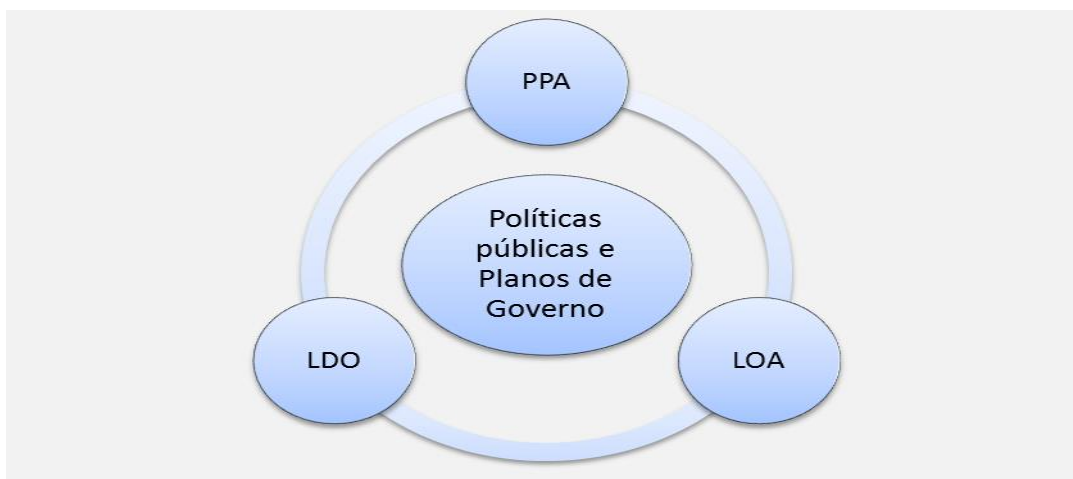 PPA
Políticas
públicas e
Planos de
Governo
LDO
LOA